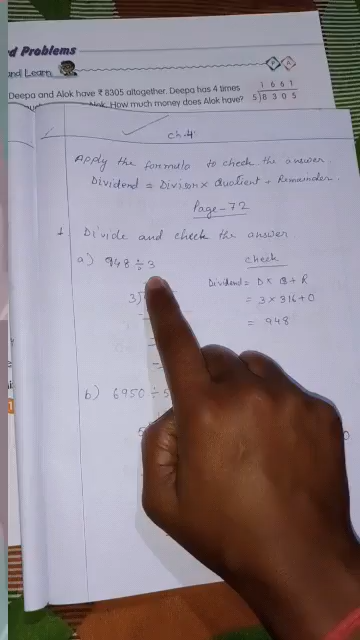 d Problems
and Learn
Deepa and Alok have ₹ 8305 altogether. Deepa has 4 times
Alok. How much money does Alok have?
1 6 6 1
5)8 3 0 5
ch.4
Apply the formula to check the answer
Dividend = Divisor × Quotient + Remainder.
Page-72
1 Divide and check the answer
a) 948 ÷ 3
check
3)
Dividend = D × Q + R
= 3 × 316 + 0
= 948
b) 6950 ÷ 5
5